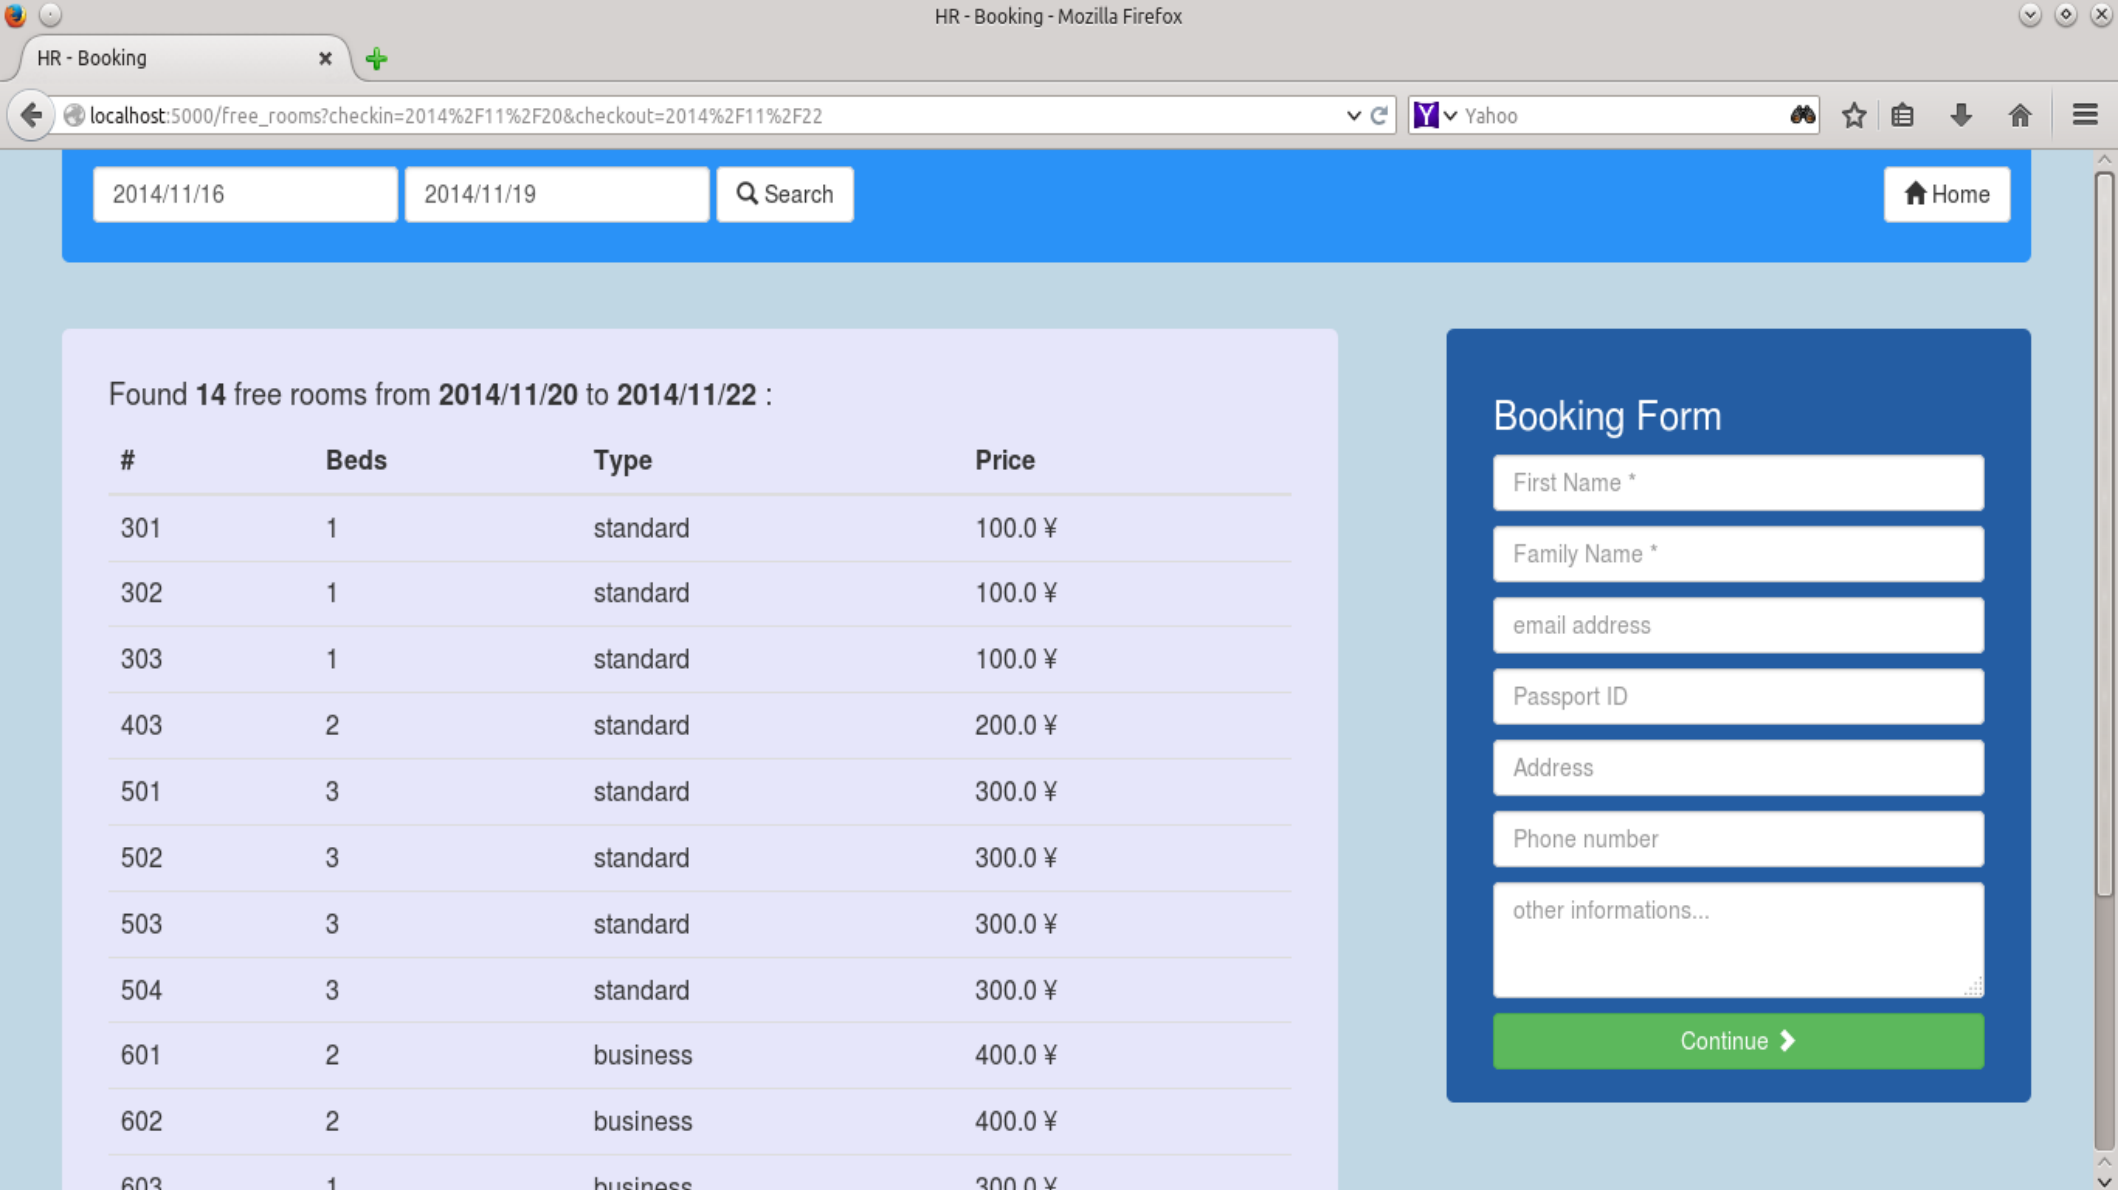 HR - Booking - Mozilla Firefox
HR - Booking
localhost:5000/free_rooms?checkin=2014%2F11%2F20&checkout=2014%2F11%2F22
Yahoo
2014/11/16 2014/11/19 Search Home
Found 14 free rooms from 2014/11/20 to 2014/11/22 :
# Beds Type Price
301 1 standard 100.0 ¥
302 1 standard 100.0 ¥
303 1 standard 100.0 ¥
403 2 standard 200.0 ¥
501 3 standard 300.0 ¥
502 3 standard 300.0 ¥
503 3 standard 300.0 ¥
504 3 standard 300.0 ¥
601 2 business 400.0 ¥
602 2 business 400.0 ¥
603 1 business 300.0 ¥
Booking Form
First Name *
Family Name *
email address
Passport ID
Address
Phone number
other informations...
Continue